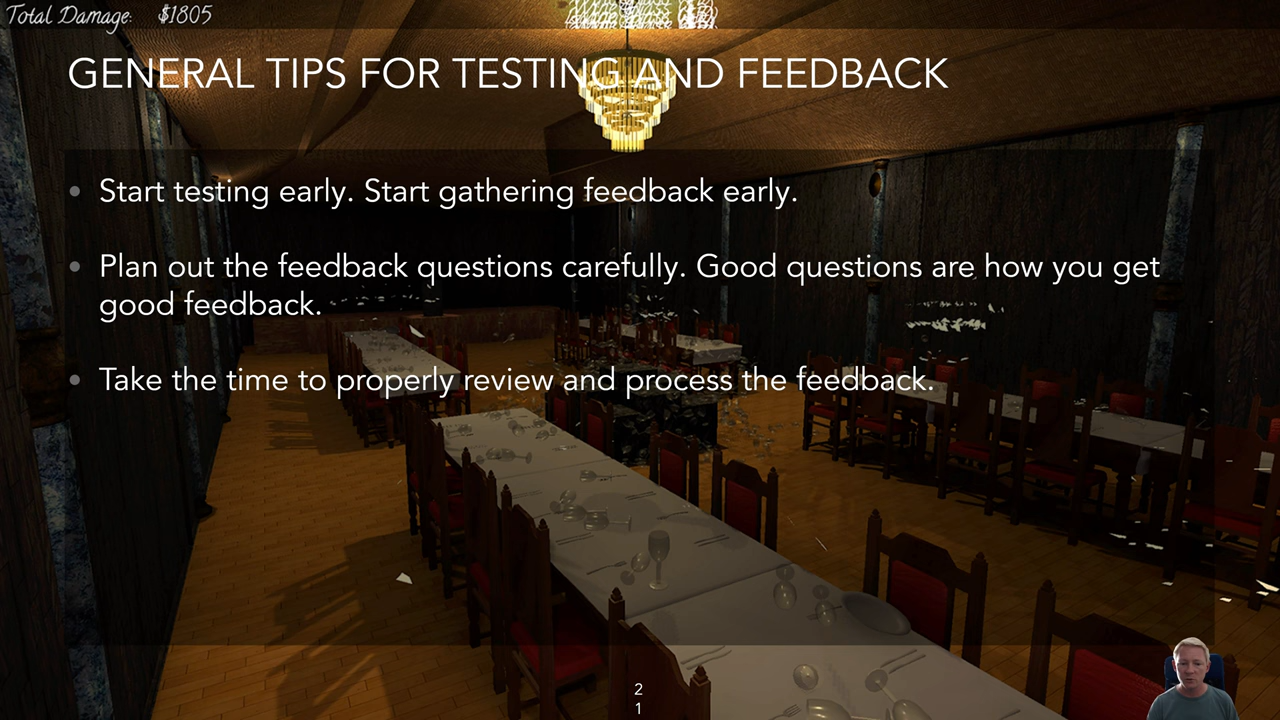 Total Damage: $1805
GENERAL TIPS FOR TESTING AND FEEDBACK
• Start testing early. Start gathering feedback early.
• Plan out the feedback questions carefully. Good questions are how you get
good feedback.
• Take the time to properly review and process the feedback.
2
1